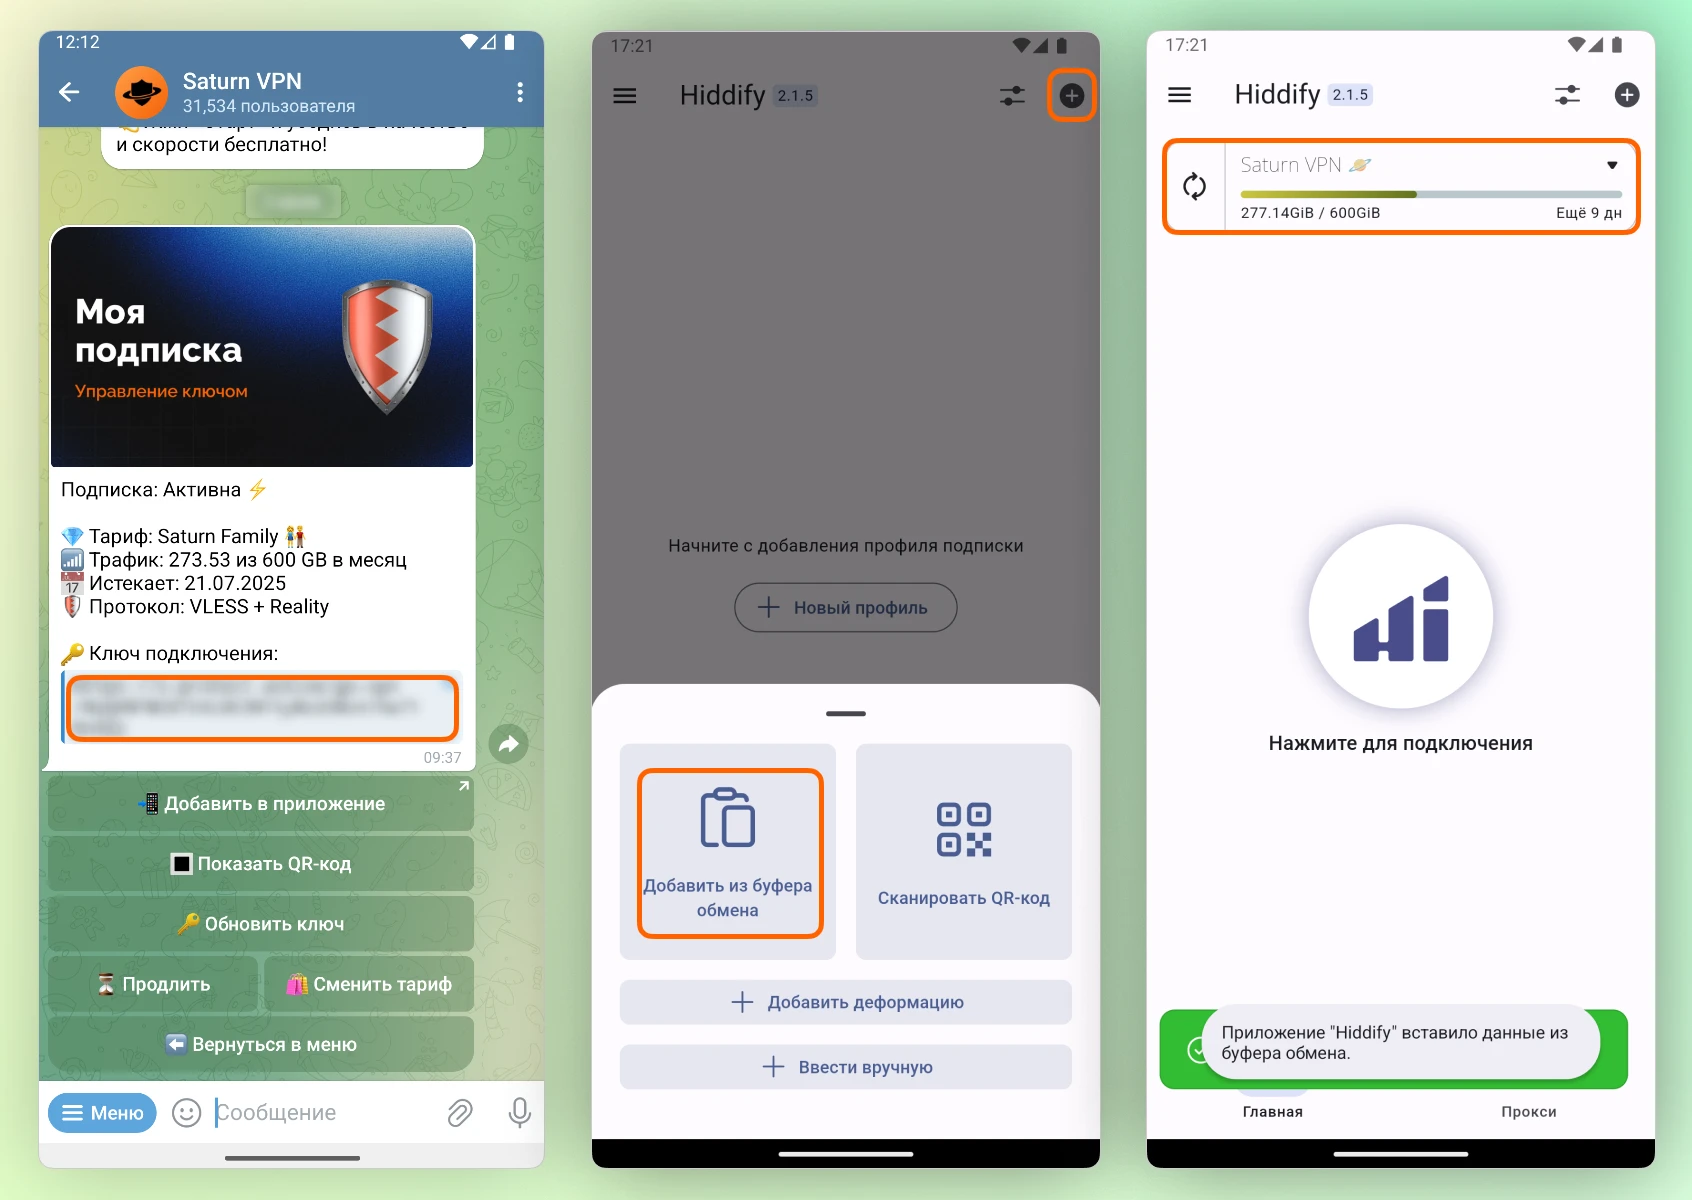 12:12
Saturn VPN
31,534 пользователя
и скорости бесплатно!
Моя
подписка
Управление ключом
Подписка: Активна ⚡
💎 Тариф: Saturn Family 👫
📶 Трафик: 273.53 из 600 GB в месяц
📅 Истекает: 21.07.2025
🛡 Протокол: VLESS + Reality
🔑 Ключ подключения:
09:37
📲 Добавить в приложение
🔳 Показать QR-код
🔑 Обновить ключ
⏳ Продлить
🛍 Сменить тариф
⬅️ Вернуться в меню
Меню
Сообщение
17:21
Hiddify 2.1.5
Начните с добавления профиля подписки
+ Новый профиль
Добавить из буфера
обмена
Сканировать QR-код
+ Добавить деформацию
+ Ввести вручную
17:21
Hiddify 2.1.5
Saturn VPN 🪐
277.14GiB / 600GiB
Ещё 9 дн
Нажмите для подключения
Приложение "Hiddify" вставило данные из
буфера обмена.
Главная
Прокси